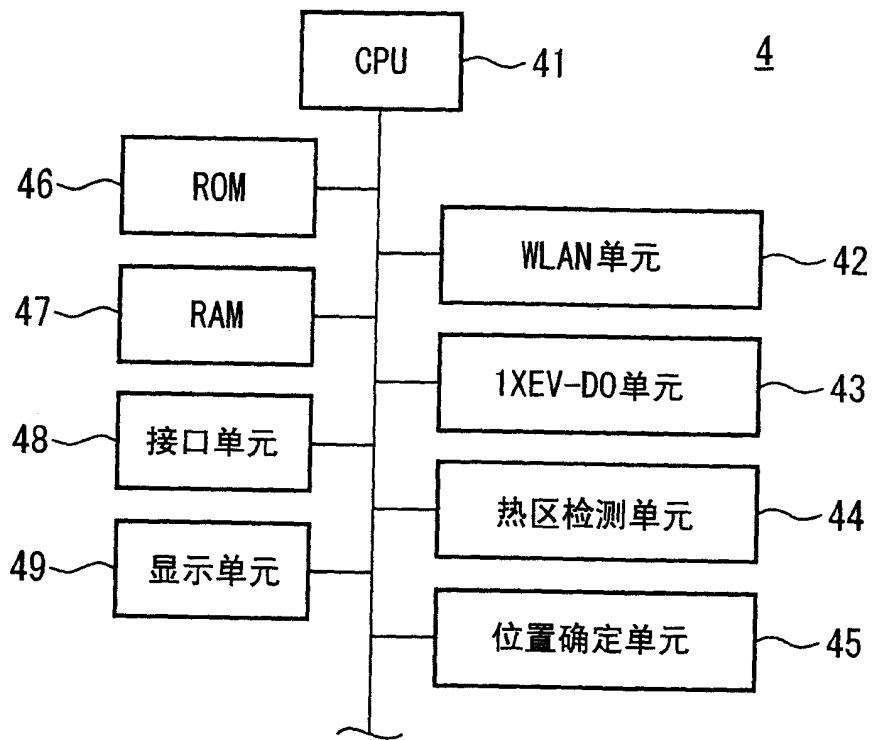 CPU
41
4
46
ROM
WLAN单元
42
47
RAM
1XEV-DO单元
43
48
接口单元
热区检测单元
44
49
显示单元
位置确定单元
45